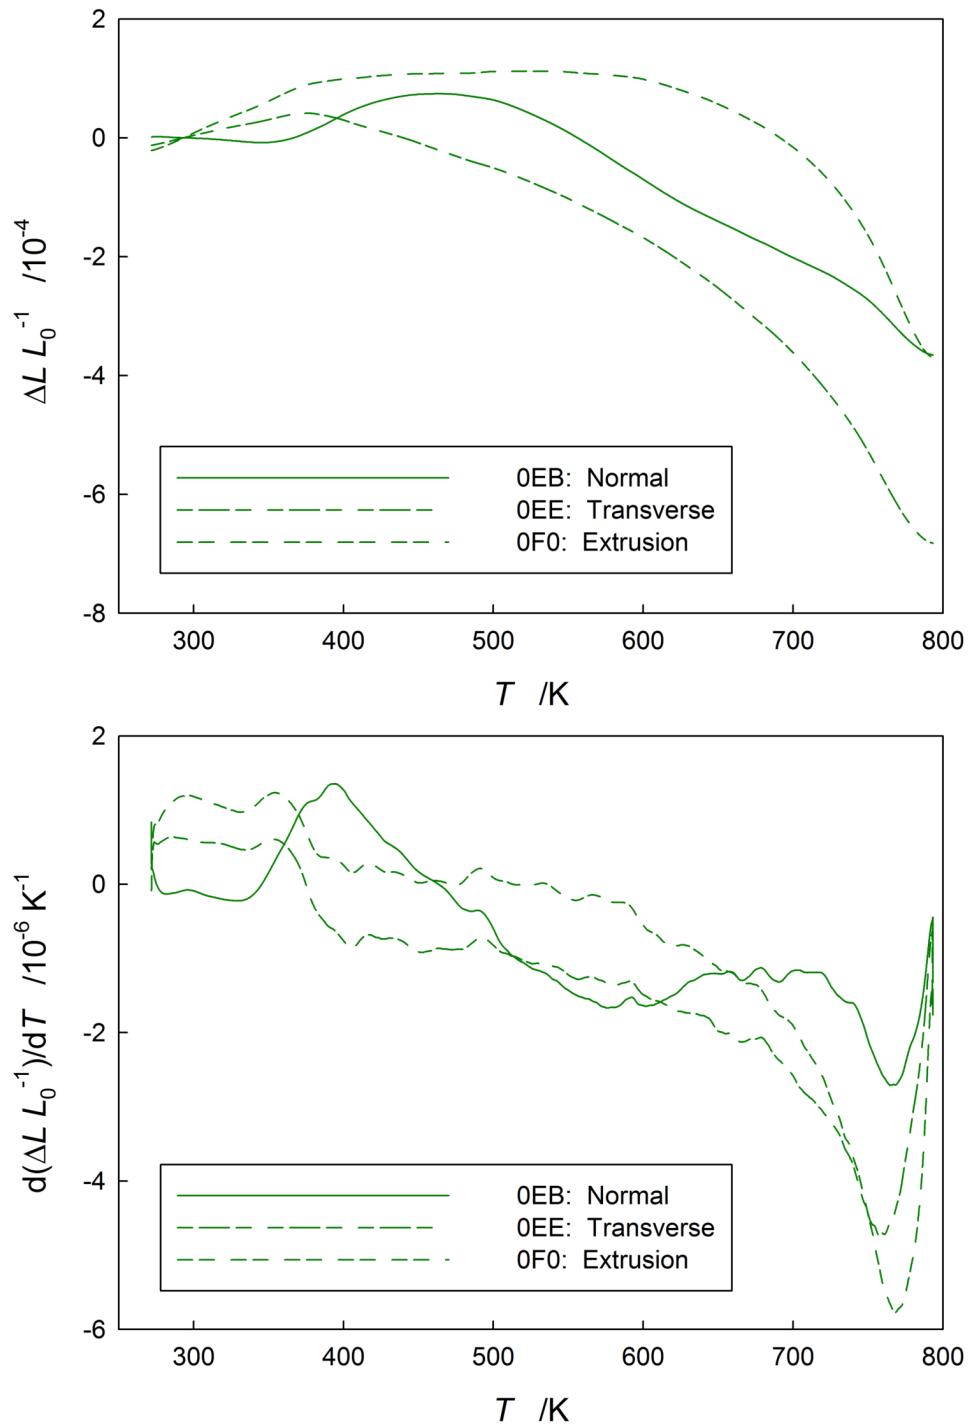 2
0
-2
-4
-6
-8
ΔL L₀⁻¹ /10⁻⁴
0EB: Normal
0EE: Transverse
0F0: Extrusion
300 400 500 600 700 800
T /K
2
0
-2
-4
-6
d(ΔL L₀⁻¹)/dT /10⁻⁶ K⁻¹
0EB: Normal
0EE: Transverse
0F0: Extrusion
300 400 500 600 700 800
T /K